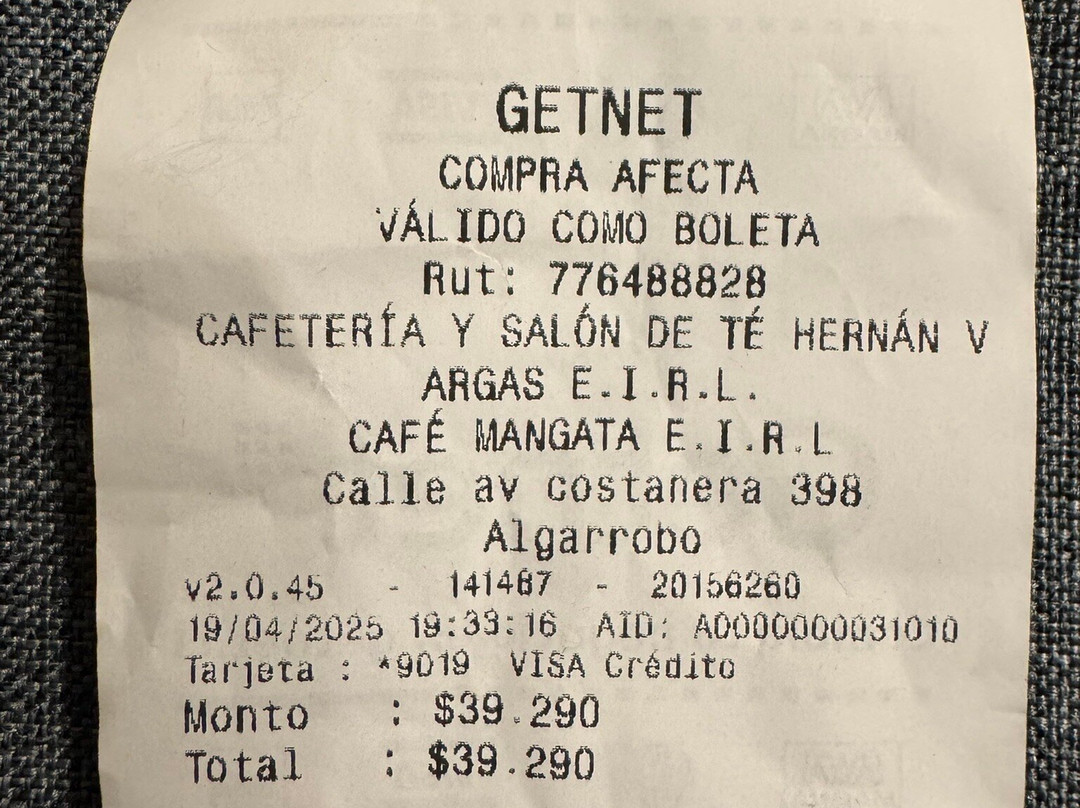 GETNET
COMPRA AFECTA
VÁLIDO COMO BOLETA
Rut: 776488828
CAFETERÍA Y SALÓN DE TÉ HERNÁN V
ARGAS E.I.R.L.
CAFÉ MANGATA E.I.R.L
Calle av costanera 398
Algarrobo
v2.0.45 - 141467 - 20156260
19/04/2025 19:33:16 AID: A0000000031010
Tarjeta : *9019 VISA Crédito
Monto : $39.290
Total : $39.290